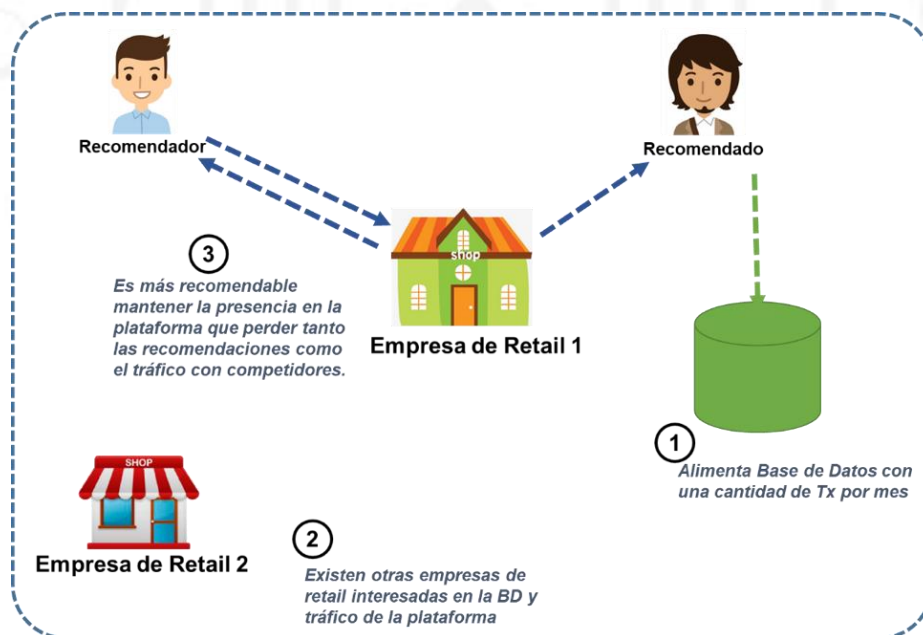 Recomendador
Recomendado
shop
3
Es más recomendable
mantener la presencia en la
plataforma que perder tanto
las recomendaciones como
el tráfico con competidores.
Empresa de Retail 1
1
Alimenta Base de Datos con
una cantidad de Tx por mes
SHOP
Empresa de Retail 2
2
Existen otras empresas de
retail interesadas en la BD y
tráfico de la plataforma